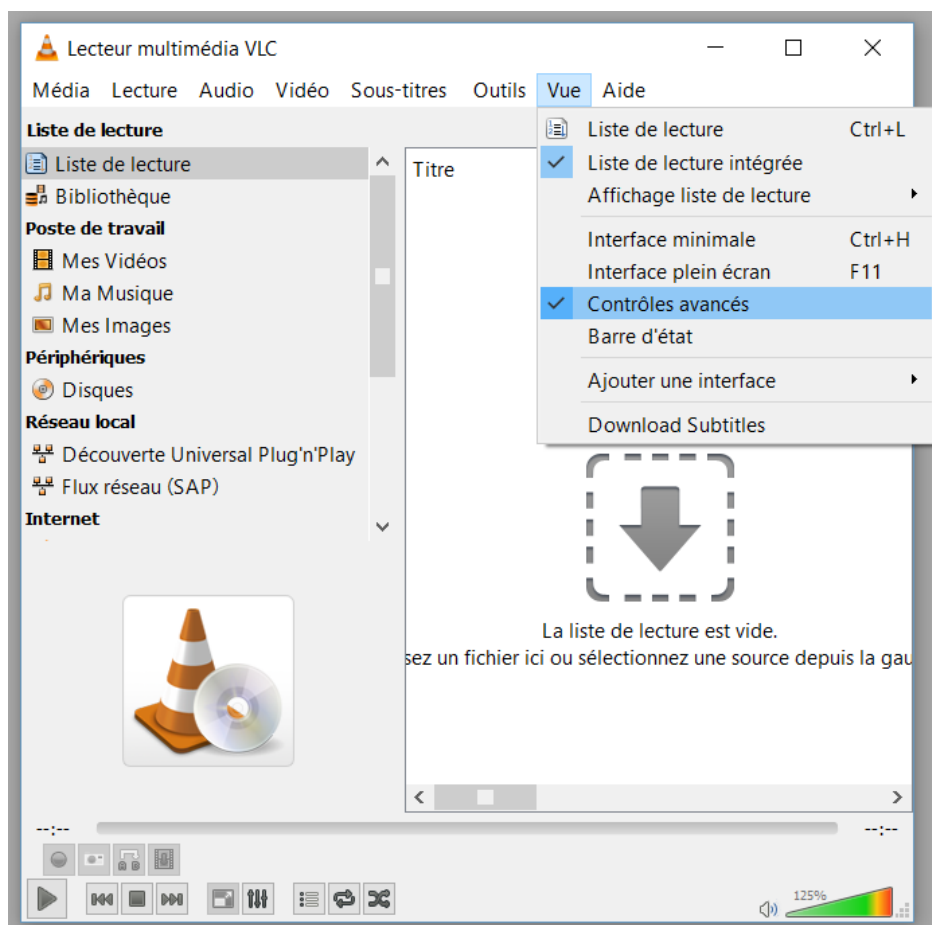 Lecteur multimédia VLC
Média Lecture Audio Vidéo Sous-titres Outils Vue Aide
Liste de lecture
Liste de lecture
Bibliothèque
Poste de travail
Mes Vidéos
Ma Musique
Mes Images
Périphériques
Disques
Réseau local
Découverte Universal Plug'n'Play
Flux réseau (SAP)
Internet
Titre
Liste de lecture Ctrl+L
Liste de lecture intégrée
Affichage liste de lecture
Interface minimale Ctrl+H
Interface plein écran F11
Contrôles avancés
Barre d'état
Ajouter une interface
Download Subtitles
La liste de lecture est vide.
sez un fichier ici ou sélectionnez une source depuis la gau
--:-- --:--
125%